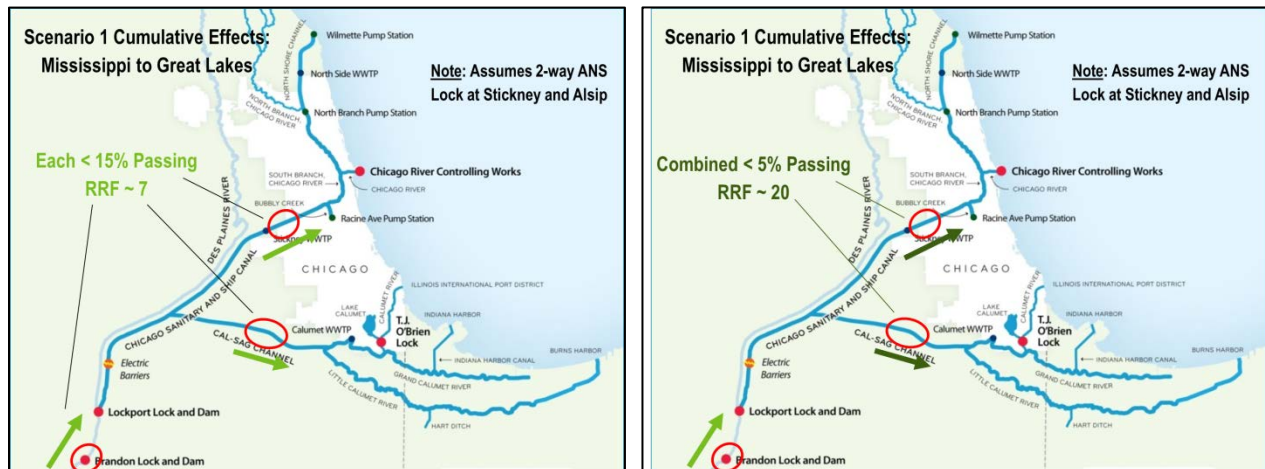 Scenario 1 Cumulative Effects:
Mississippi to Great Lakes
Note: Assumes 2-way ANS
Lock at Stickney and Alsip
Each < 15% Passing
RRF ~ 7
Wilmette Pump Station
NORTH SHORE CHANNEL
North Side WWTP
NORTH BRANCH,
CHICAGO RIVER
North Branch Pump Station
Chicago River Controlling Works
SOUTH BRANCH,
CHICAGO RIVER
CHICAGO RIVER
BUBBLY CREEK
Racine Ave Pump Station
Stickney WWTP
DES PLAINES RIVER
CHICAGO
CHICAGO SANITARY AND SHIP CANAL
ILLINOIS INTERNATIONAL PORT DISTRICT
LAKE
CALUMET
CALUMET RIVER
INDIANA HARBOR
T.J.
O'Brien
Lock
Calumet WWTP
BURNS HARBOR
CAL-SAG CHANNEL
INDIANA HARBOR CANAL
GRAND CALUMET RIVER
Electric
Barriers
LITTLE CALUMET RIVER
HART DITCH
Lockport Lock and Dam
Brandon Lock and Dam
Scenario 1 Cumulative Effects:
Mississippi to Great Lakes
Note: Assumes 2-way ANS
Lock at Stickney and Alsip
Combined < 5% Passing
RRF ~ 20
Wilmette Pump Station
NORTH SHORE CHANNEL
North Side WWTP
NORTH BRANCH,
CHICAGO RIVER
North Branch Pump Station
Chicago River Controlling Works
SOUTH BRANCH,
CHICAGO RIVER
CHICAGO RIVER
BUBBLY CREEK
Racine Ave Pump Station
Stickney WWTP
DES PLAINES RIVER
CHICAGO
CHICAGO SANITARY AND SHIP CANAL
ILLINOIS INTERNATIONAL PORT DISTRICT
LAKE
CALUMET
CALUMET RIVER
INDIANA HARBOR
T.J.
O'Brien
Lock
Calumet WWTP
BURNS HARBOR
CAL-SAG CHANNEL
INDIANA HARBOR CANAL
GRAND CALUMET RIVER
Electric
Barriers
LITTLE CALUMET RIVER
HART DITCH
Lockport Lock and Dam
Brandon Lock and Dam